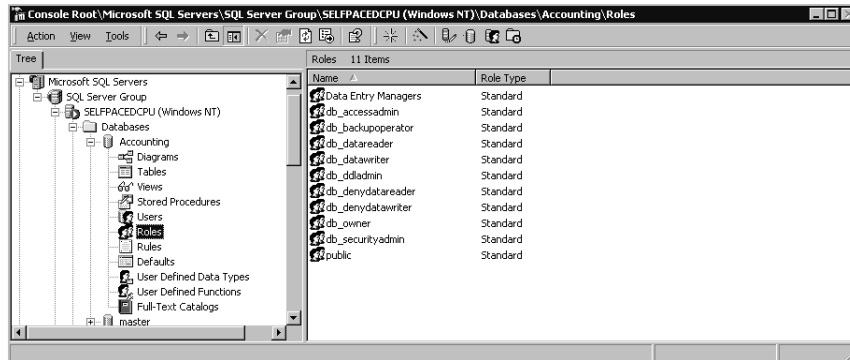 Console Root\Microsoft SQL Servers\SQL Server Group\SELFPACEDCPU (Windows NT)\Databases\Accounting\Roles
Action View Tools
Tree
Roles 11 Items
Microsoft SQL Servers
SQL Server Group
SELFPACEDCPU (Windows NT)
Databases
Accounting
Diagrams
Tables
Views
Stored Procedures
Users
Roles
Rules
Defaults
User Defined Data Types
User Defined Functions
Full-Text Catalogs
master
Name Role Type
Data Entry Managers Standard
db_accessadmin Standard
db_backupoperator Standard
db_datareader Standard
db_datawriter Standard
db_ddladmin Standard
db_denydatareader Standard
db_denydatawriter Standard
db_owner Standard
db_securityadmin Standard
public Standard